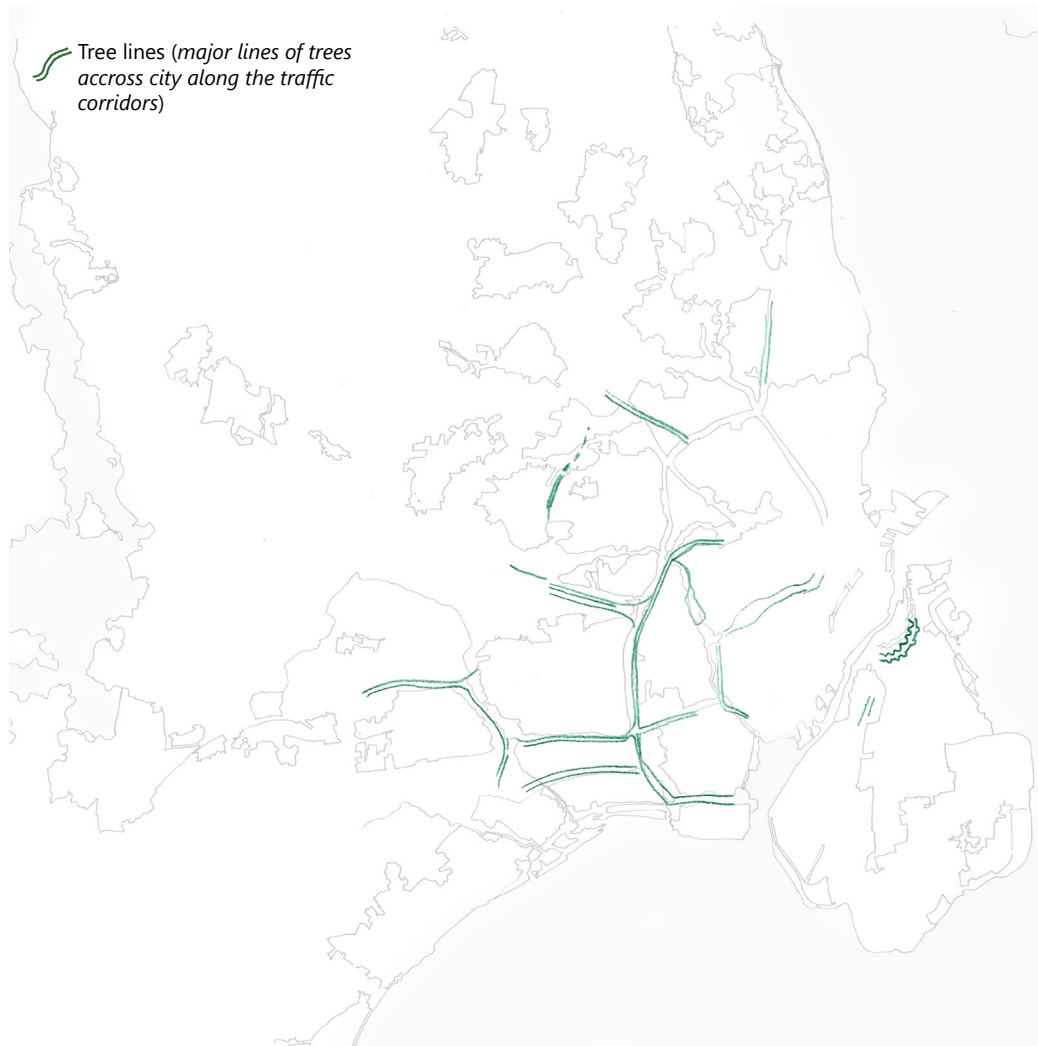 Tree lines (major lines of trees
accross city along the traffic
corridors)